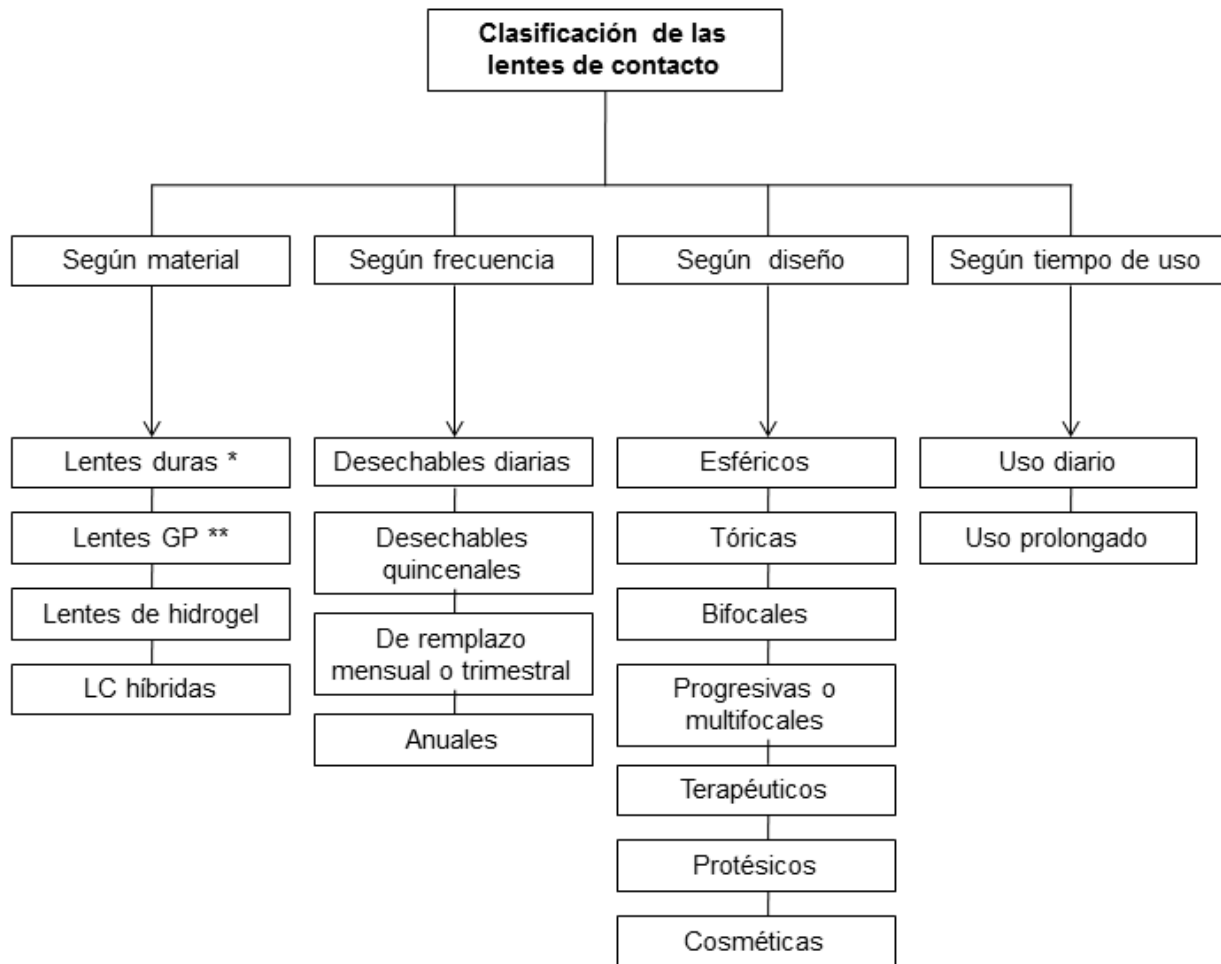 Clasificación de las
lentes de contacto
Según material
Según frecuencia
Según diseño
Según tiempo de uso
Lentes duras *
Lentes GP **
Lentes de hidrogel
LC híbridas
Desechables diarias
Desechables
quincenales
De remplazo
mensual o trimestral
Anuales
Esféricos
Tóricas
Bifocales
Progresivas o
multifocales
Terapéuticos
Protésicos
Cosméticas
Uso diario
Uso prolongado